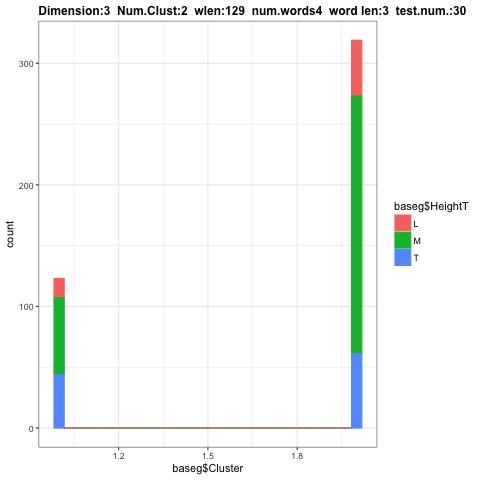 Dimension:3 Num.Clust:2 wlen:129 num.words4 word len:3 test.num.:30
300
200
100
0
count
1.2 1.5 1.8
baseg$Cluster
baseg$HeightT
L
M
T